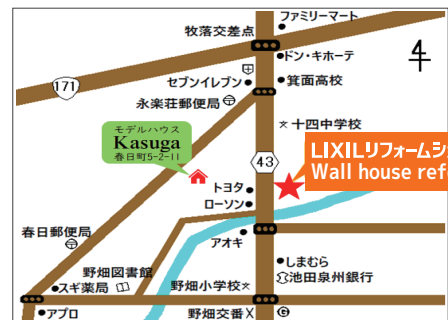 ファミリーマート
牧落交差点
ドン・キホーテ
セブンイレブン
箕面高校
171
永楽荘郵便局
十四中学校
モデルハウス
Kasuga
春日町5-2-11
43
LIXILリフォームシ
Wall house refo
トヨタ
ローソン
春日郵便局
アオキ
しまむら
野畑図書館
池田泉州銀行
スギ薬局
野畑小学校
アプロ
野畑交番
G